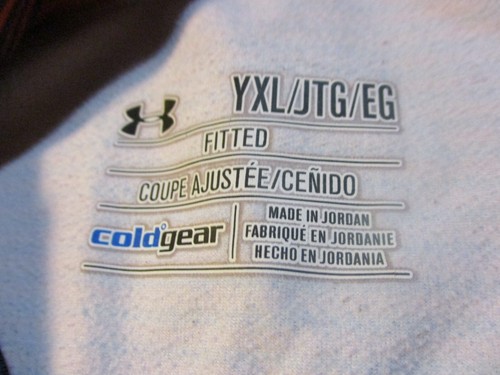 YXL/JTG/EG
FITTED
COUPE AJUSTÉE/CEÑIDO
coldgear
MADE IN JORDAN
FABRIQUÉ EN JORDANIE
HECHO EN JORDANIA